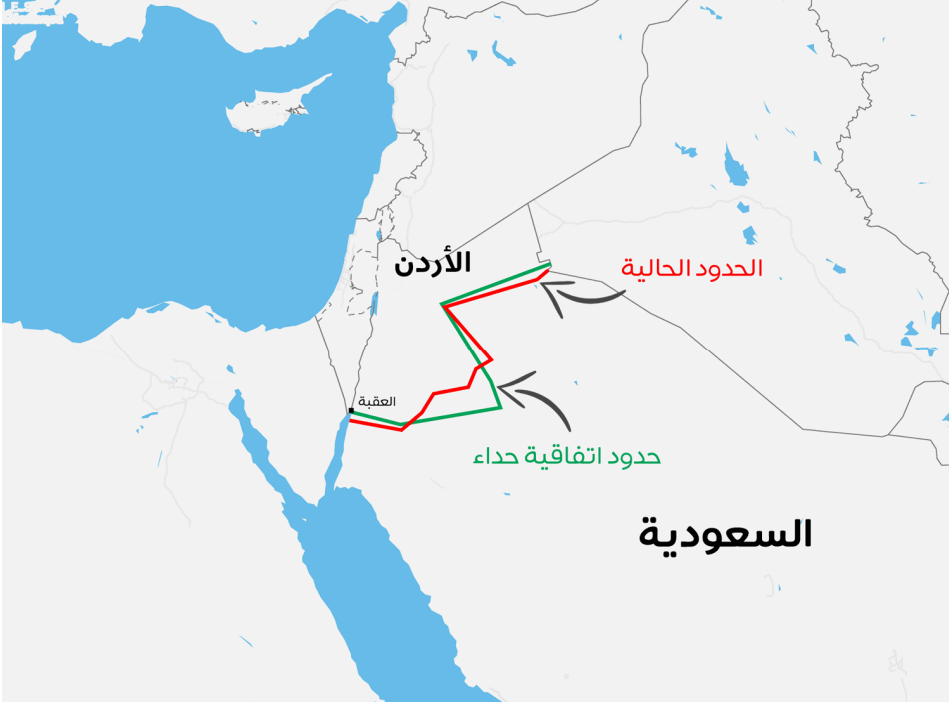 الأردن
الحدود الحالية
العقبة
حدود اتفاقية حداء
السعودية